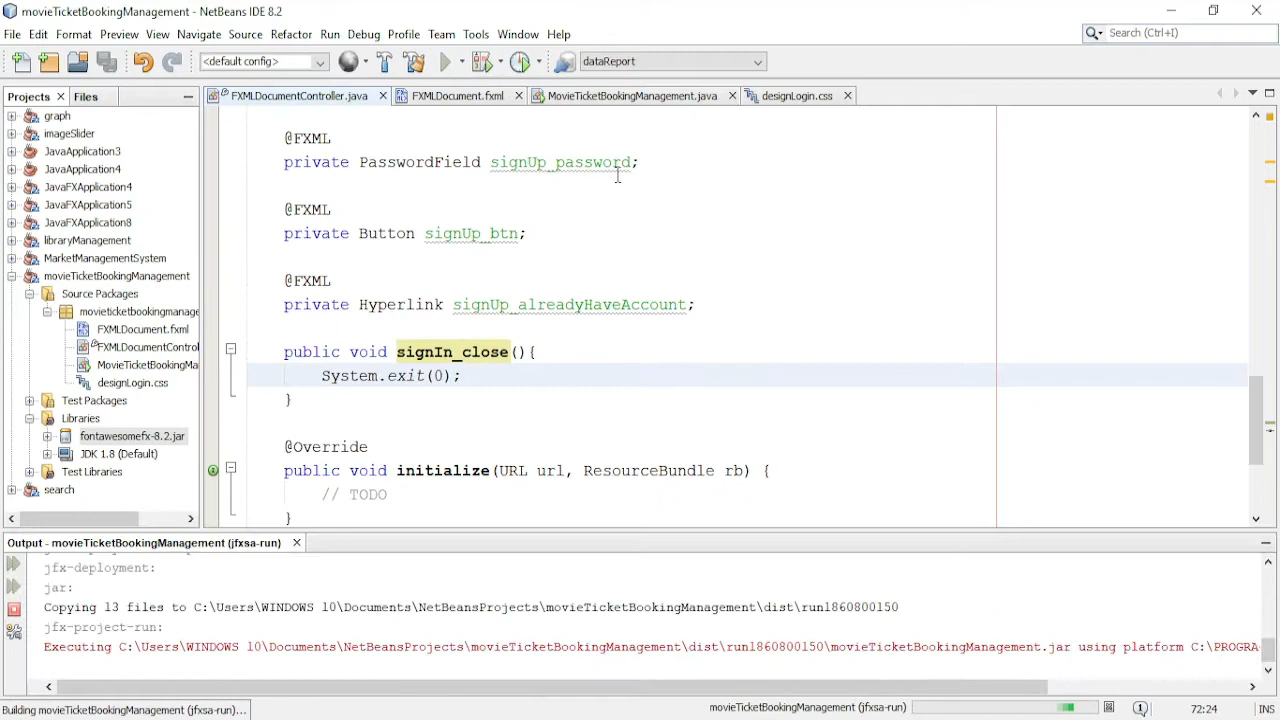 movieTicketBookingManagement - NetBeans IDE 8.2
File Edit Format Preview View Navigate Source Refactor Run Debug Profile Team Tools Window Help
Search (Ctrl+I)
<default config>
dataReport
Projects Files
FXMLDocumentController.java FXMLDocument.fxml MovieTicketBookingManagement.java designLogin.css
graph
imageSlider
JavaApplication3
JavaApplication4
JavaFXApplication4
JavaFXApplication5
JavaFXApplication8
libraryManagement
MarketManagementSystem
movieTicketBookingManagement
Source Packages
movieticketbookingmanage
FXMLDocument.fxml
FXMLDocumentControl
MovieTicketBookingMa
designLogin.css
Test Packages
Libraries
fontawesomefx-8.2.jar
JDK 1.8 (Default)
Test Libraries
search
@FXML
private PasswordField signUp_password;
@FXML
private Button signUp_btn;
@FXML
private Hyperlink signUp_alreadyHaveAccount;
public void signIn_close(){
System.exit(0);
}
@Override
public void initialize(URL url, ResourceBundle rb) {
// TODO
}
Output - movieTicketBookingManagement (jfxsa-run)
jfx-deployment:
jar:
Copying 13 files to C:\Users\WINDOWS 10\Documents\NetBeansProjects\movieTicketBookingManagement\dist\run1860800150
jfx-project-run:
Executing C:\Users\WINDOWS 10\Documents\NetBeansProjects\movieTicketBookingManagement\dist\run1860800150\movieTicketBookingManagement.jar using platform C:\PROGRA
Building movieTicketBookingManagement (jfxsa-run)...
movieTicketBookingManagement (jfxsa-run)
1
72:24
INS